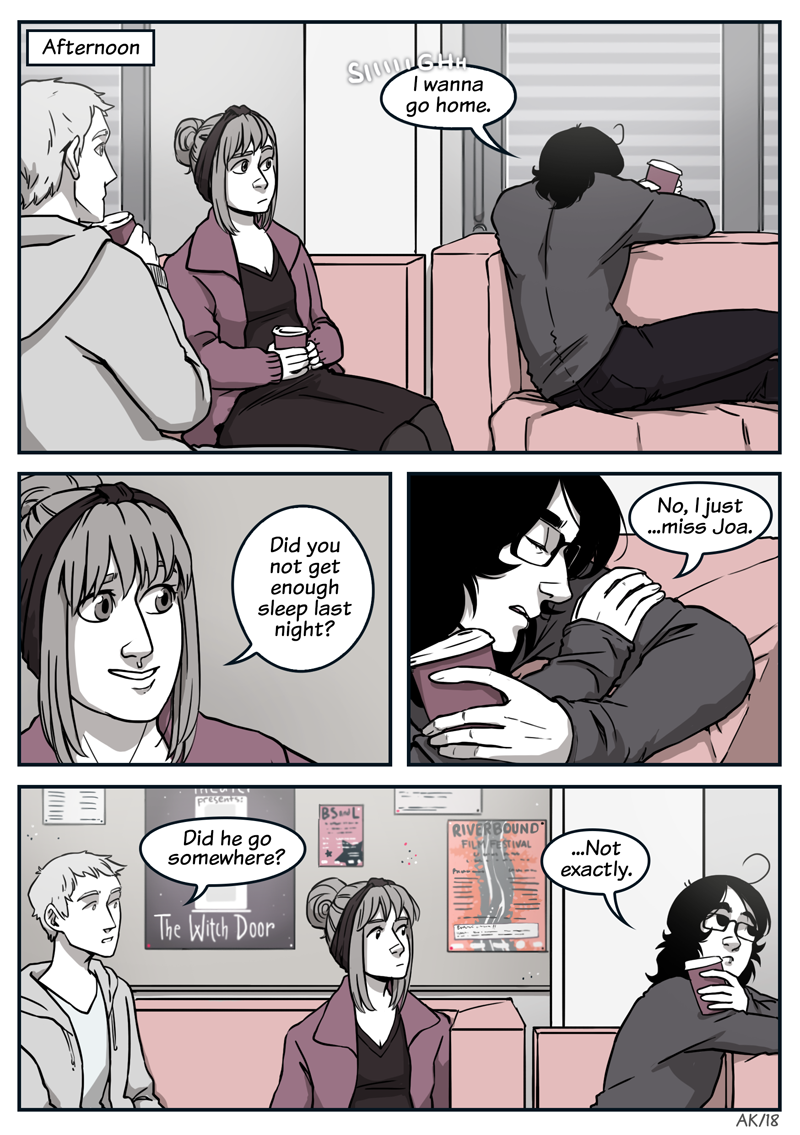 Afternoon
SIIIIIGHH
I wanna
go home.
Did you
not get
enough
sleep last
night?
No, I just
...miss Joa.
presents:
BSINL
RIVERBOUND
FILM FESTIVAL
The Witch Door
Did he go
somewhere?
...Not
exactly.
AK/18